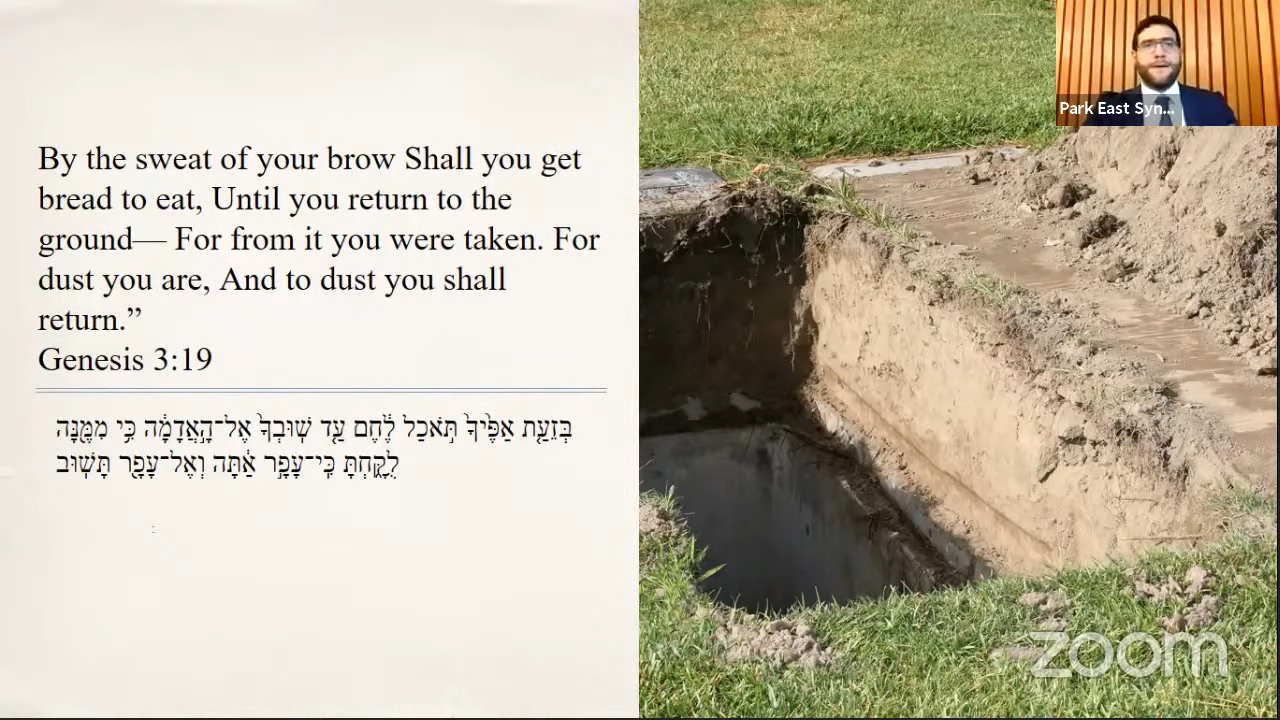 By the sweat of your brow Shall you get
bread to eat, Until you return to the
ground— For from it you were taken. For
dust you are, And to dust you shall
return.”
Genesis 3:19
בְּזֵעַ֤ת אַפֶּ֙יךָ֙ תֹּ֣אכַל לֶ֔חֶם עַ֤ד שֽׁוּבְךָ֙ אֶל־הָ֣אֲדָמָ֔ה כִּ֥י מִמֶּ֖נָּה
לֻקָּ֑חְתָּ כִּֽי־עָפָ֣ר אַ֔תָּה וְאֶל־עָפָ֖ר תָּשֽׁוּב
Park East Syn...
zoom